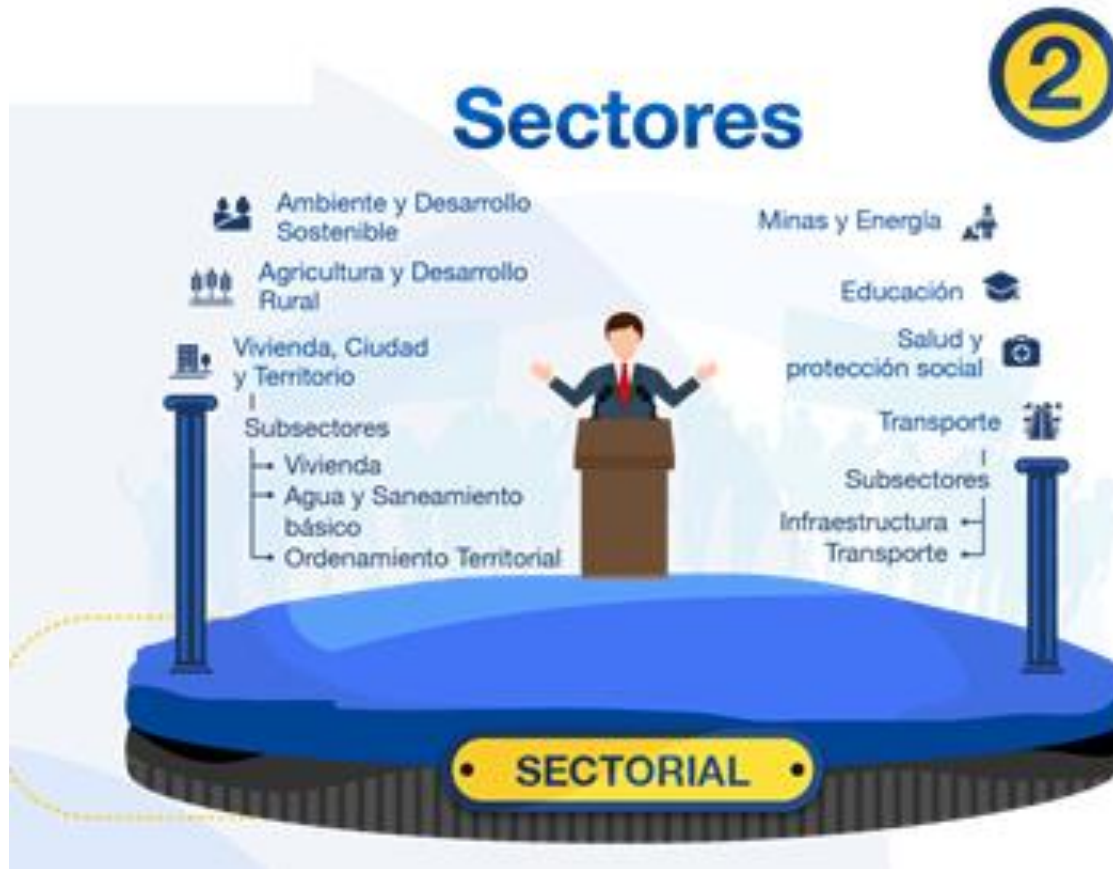 2
Sectores
Ambiente y Desarrollo
Sostenible
Agricultura y Desarrollo
Rural
Vivienda, Ciudad
y Territorio
Subsectores
Vivienda
Agua y Saneamiento
básico
Ordenamiento Territorial
Minas y Energía
Educación
Salud y
protección social
Transporte
Subsectores
Infraestructura
Transporte
SECTORIAL